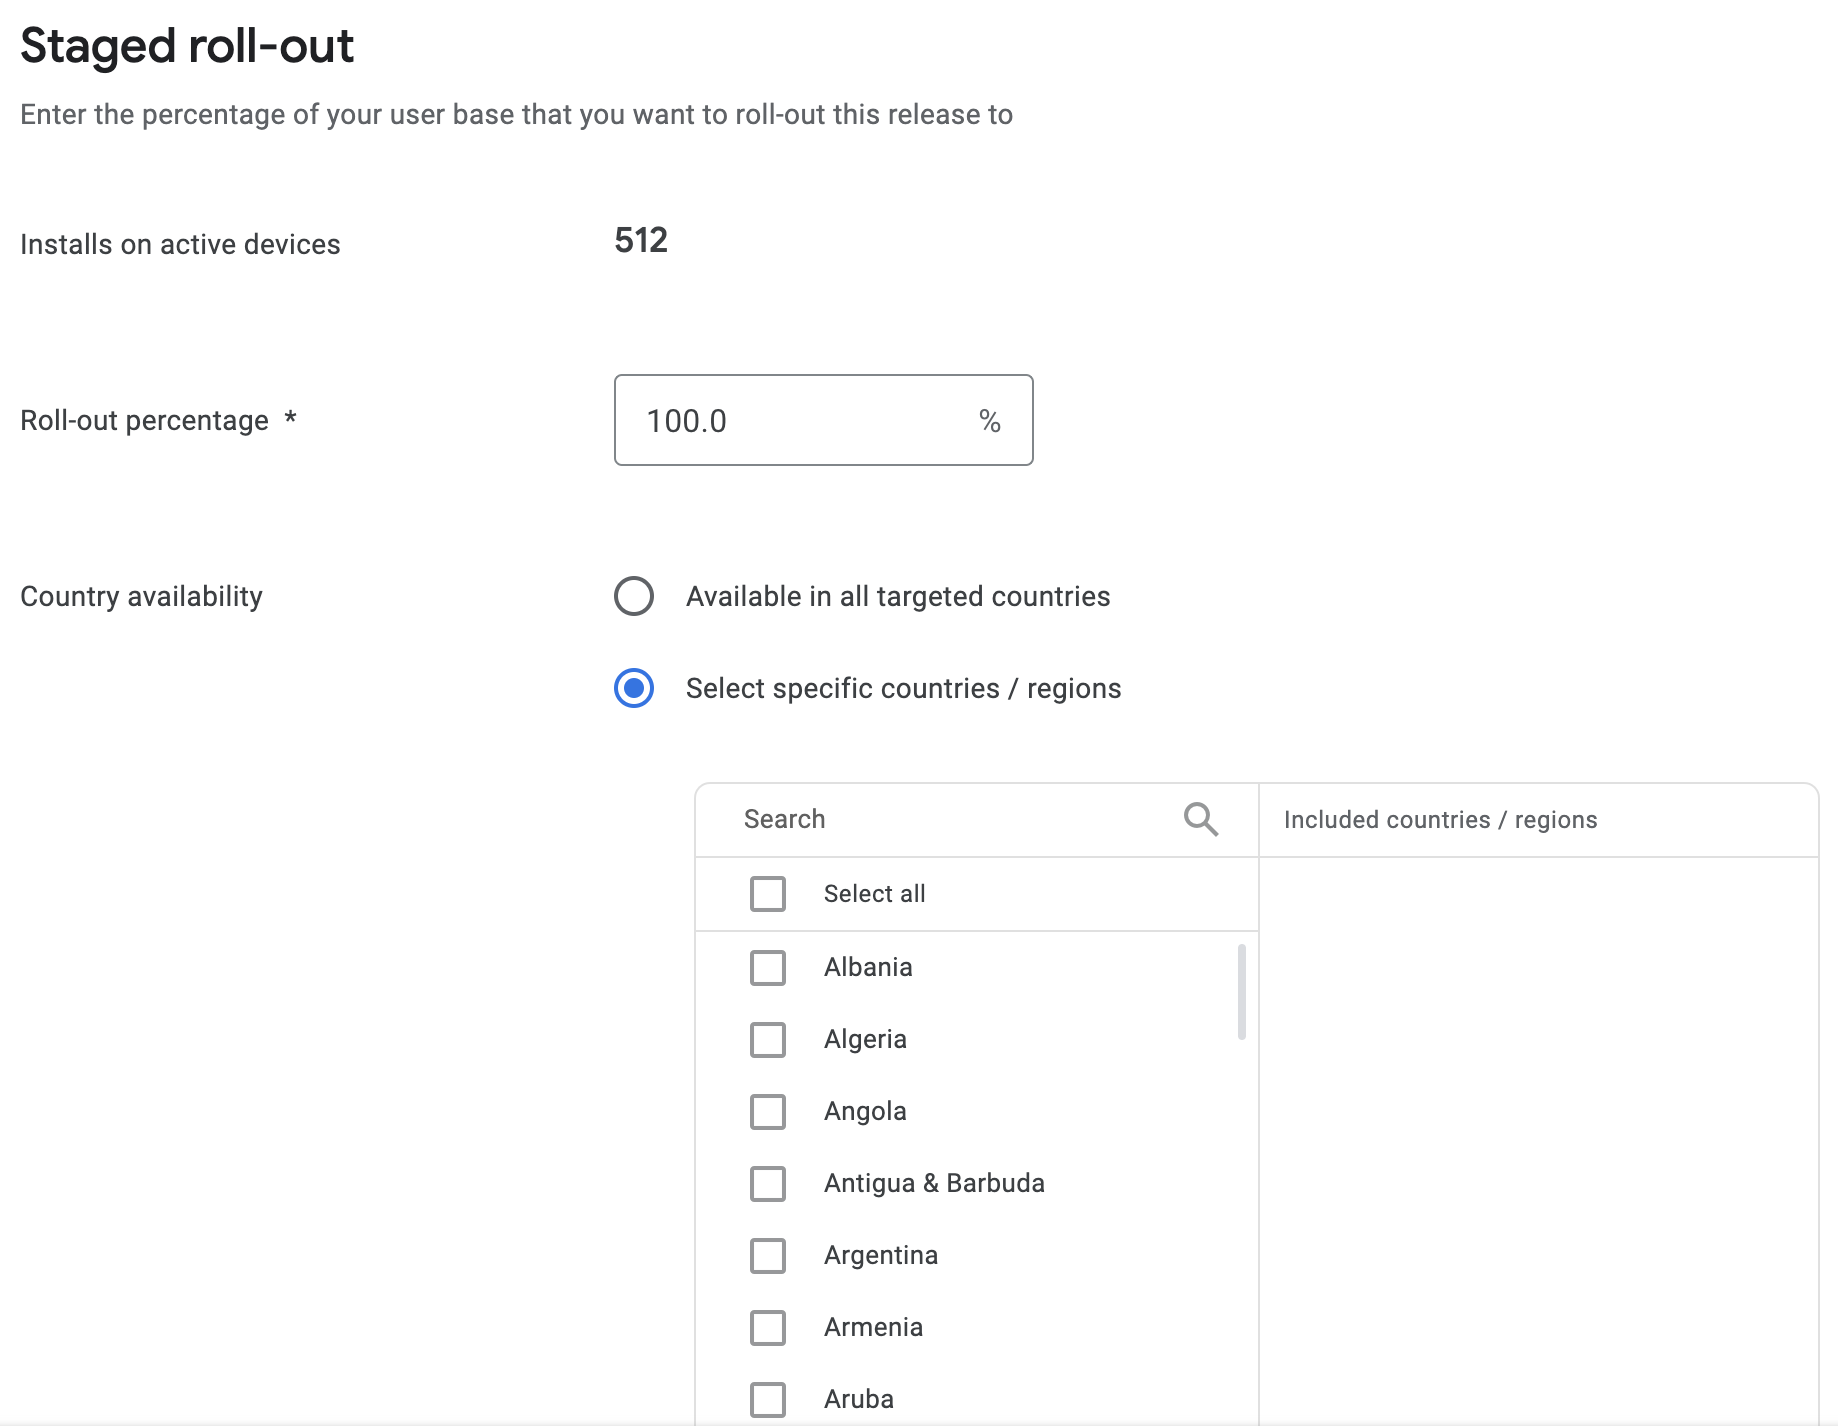 Staged roll-out
Enter the percentage of your user base that you want to roll-out this release to
Installs on active devices
512
Roll-out percentage *
100.0 %
Country availability
Available in all targeted countries
Select specific countries / regions
Search
Included countries / regions
Select all
Albania
Algeria
Angola
Antigua & Barbuda
Argentina
Armenia
Aruba